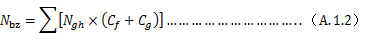 N_bz = ∑[N_gh × (C_f + C_g)] ………………………….. (A.1.2)